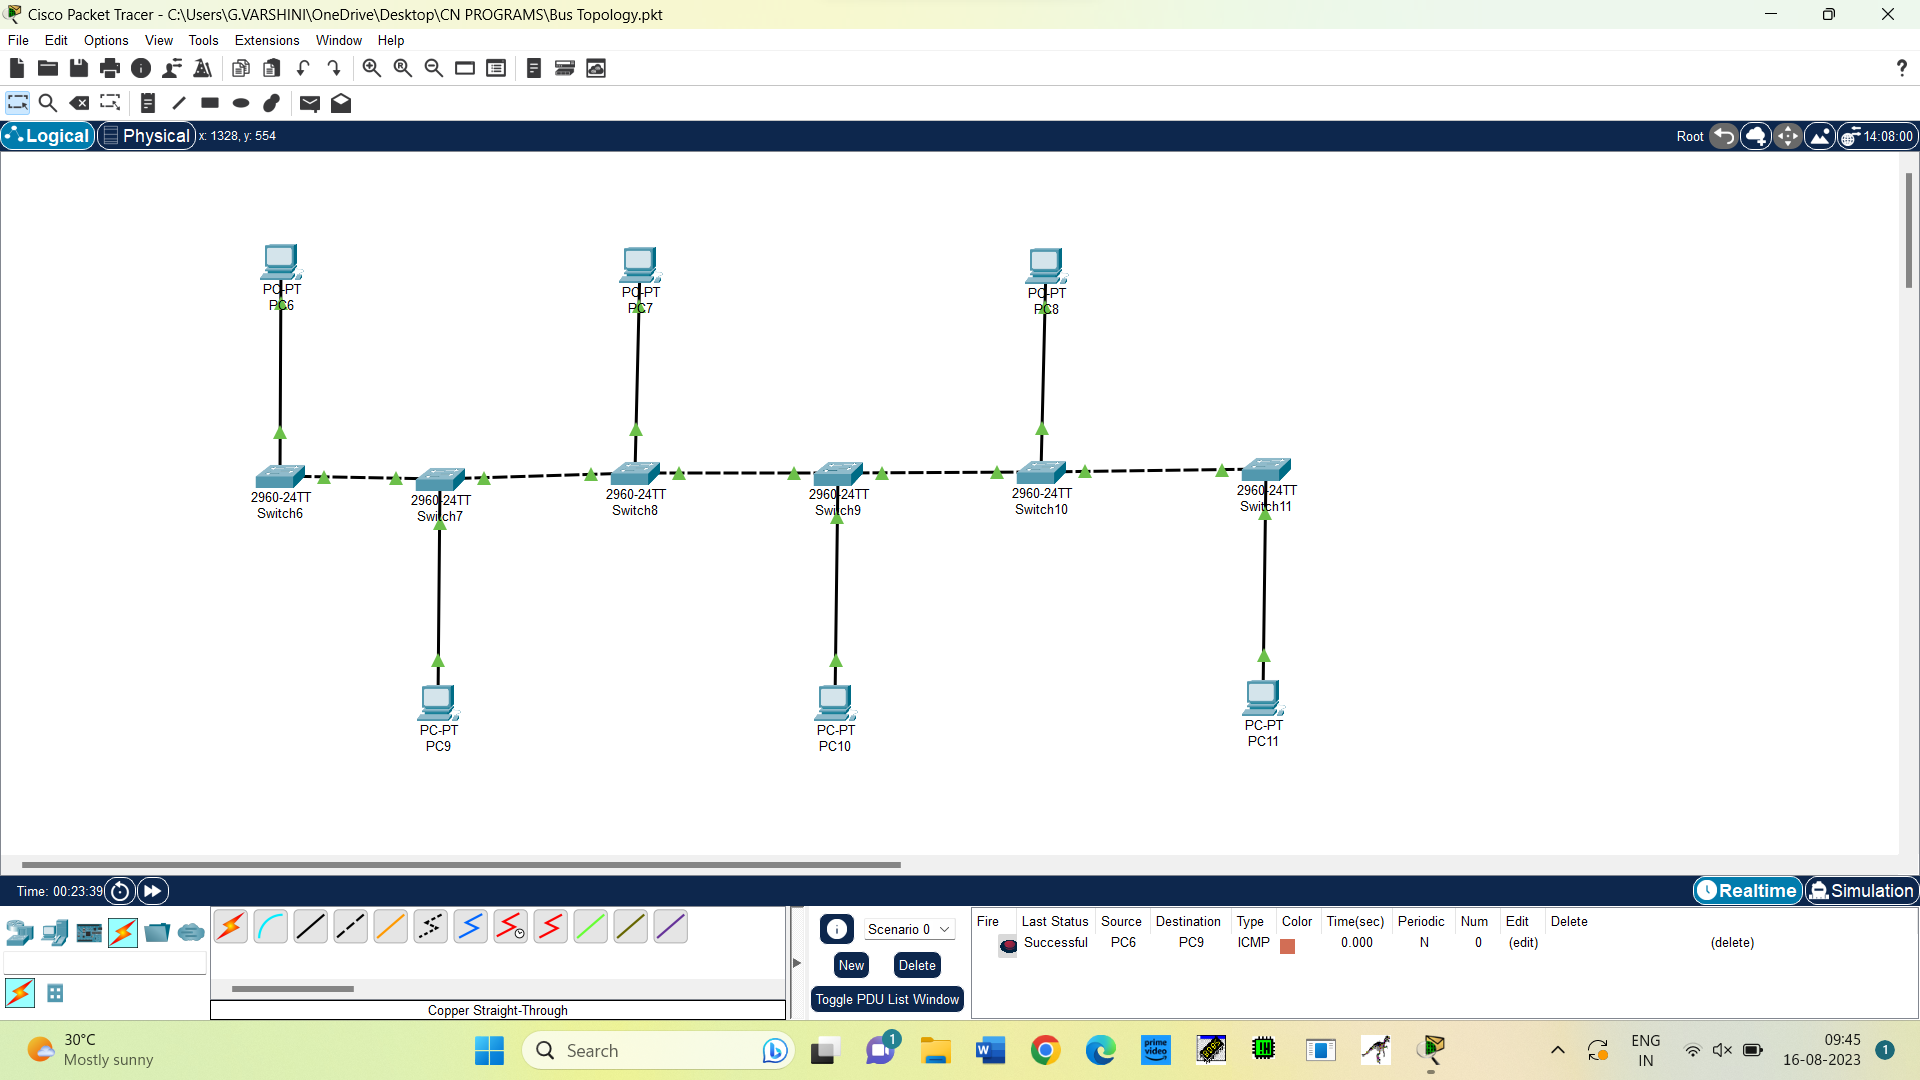 Cisco Packet Tracer - C:\Users\G.VARSHINI\OneDrive\Desktop\CN PROGRAMS\Bus Topology.pkt
File Edit Options View Tools Extensions Window Help
?
Logical Physical x: 1328, y: 554 Root 14:08:00
PC-PT
PC6
PC-PT
PC7
PC-PT
PC8
2960-24TT
Switch6
2960-24TT
Switch7
2960-24TT
Switch8
2960-24TT
Switch9
2960-24TT
Switch10
2960-24TT
Switch11
PC-PT
PC9
PC-PT
PC10
PC-PT
PC11
Time: 00:23:39 Realtime Simulation
Scenario 0
New Delete
Toggle PDU List Window
Fire Last Status Source Destination Type Color Time(sec) Periodic Num Edit Delete
Successful PC6 PC9 ICMP 0.000 N 0 (edit) (delete)
Copper Straight-Through
30°C
Mostly sunny
Search
1
prime video
ENG
IN
09:45
16-08-2023
1